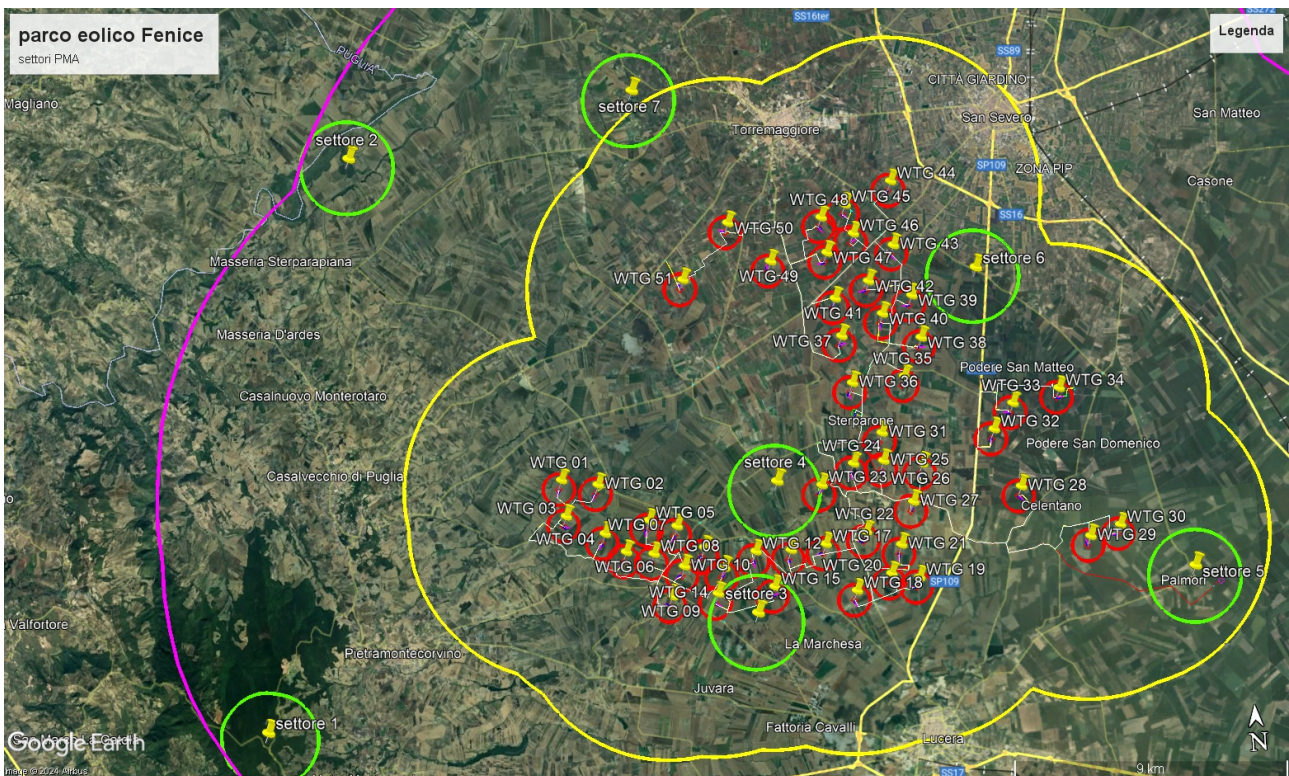 parco eolico Fenice
settori PMA
Legenda
SS16ter
SS272
SS89
PUGLIA
CITTÀ GIARDINO
Magliano
settore 7
San Severo
San Matteo
Torremaggiore
settore 2
SP109
ZONA PIP
WTG 44
Casone
WTG 45
WTG 48
SS16
WTG 46
WTG 50
WTG 43
Masseria Sterparapiana
WTG 47
settore 6
WTG 49
WTG 51
WTG 42
WTG 39
WTG 41
WTG 40
Masseria D'ardes
WTG 37
WTG 38
WTG 35
Podere San Matteo
WTG 36
WTG 33
WTG 34
Casalnuovo Monterotaro
Sterparone
WTG 32
WTG 31
Podere San Domenico
WTG 24
settore 4
WTG 25
Casalvecchio di Puglia
WTG 01
WTG 23
WTG 26
WTG 02
WTG 28
WTG 27
Celentano
WTG 03
WTG 05
WTG 22
WTG 07
WTG 30
WTG 04
WTG 17
WTG 29
WTG 08
WTG 12
WTG 21
WTG 06
WTG 10
WTG 20
settore 5
WTG 19
WTG 15
WTG 18
SP109
Palmori
WTG 14
settore 3
WTG 09
Valfortore
La Marchesa
Pietramontecorvino
Juvara
settore 1
Fattoria Cavalli
Lucera
Google Earth
N
Image © 2024 Airbus
SS17
9 km